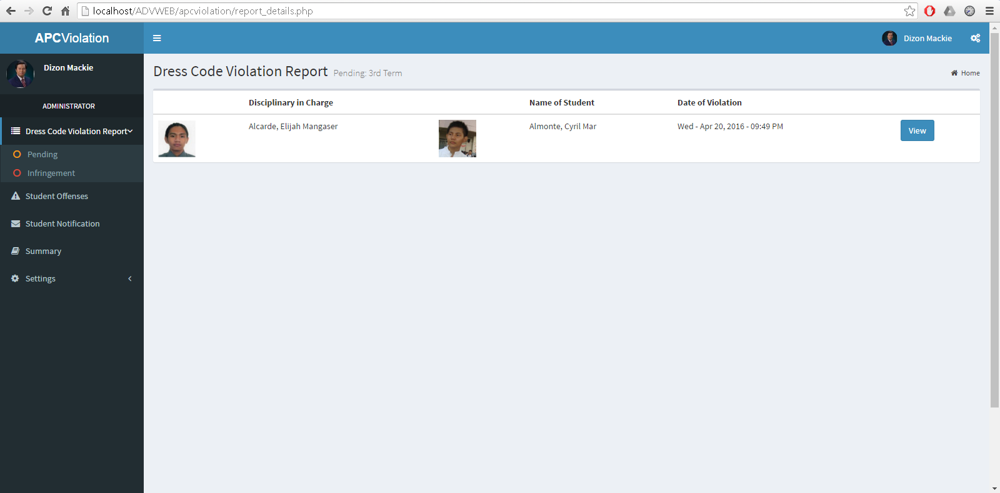 localhost/ADVWEB/apcviolation/report_details.php
APCViolation
Dizon Mackie
Dizon Mackie
ADMINISTRATOR
Dress Code Violation Report
Pending
Infringement
Student Offenses
Student Notification
Summary
Settings
Dress Code Violation Report Pending: 3rd Term
Home
Disciplinary in Charge Name of Student Date of Violation
Alcarde, Elijah Mangaser Almonte, Cyril Mar Wed - Apr 20, 2016 - 09:49 PM View